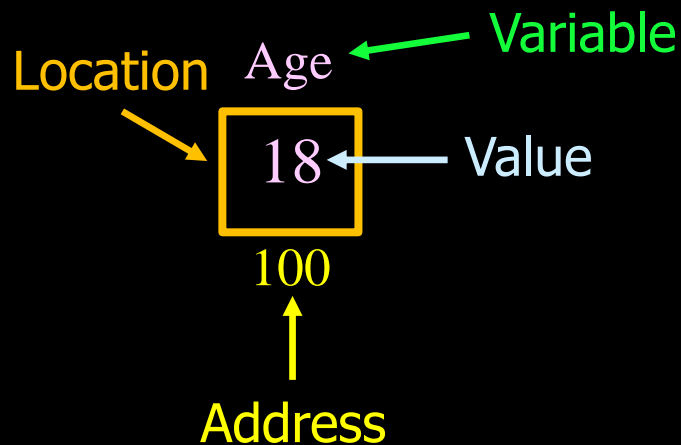 Variable
Location
Age
18
Value
100
Address